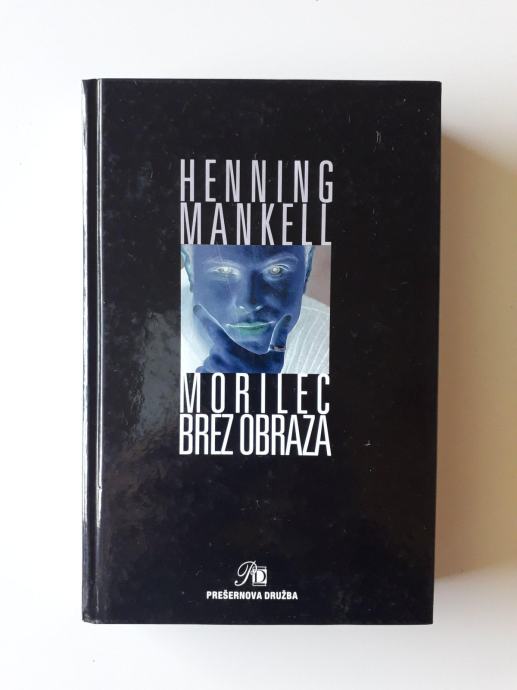 HENNING
MANKELL
MORILEC
BREZ OBRAZA
PD
PREŠERNOVA DRUŽBA